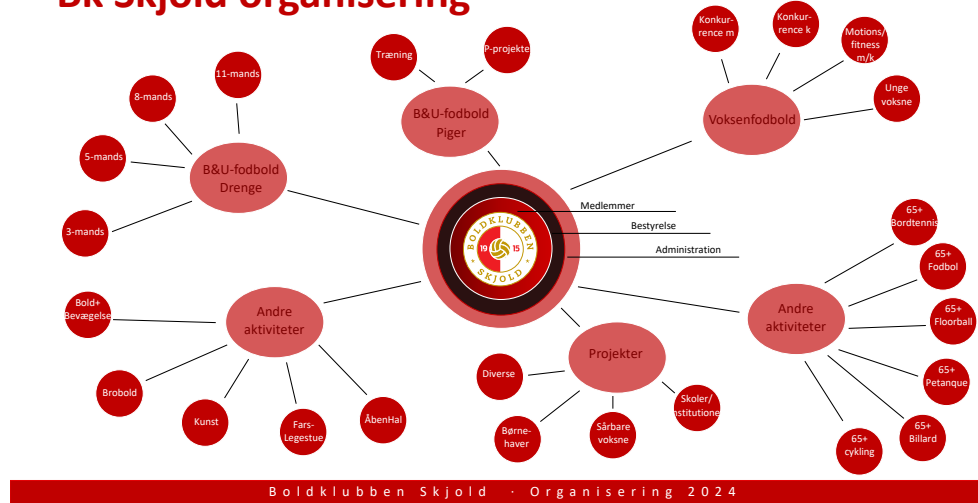 BK Skjold organisering
Træning
P-projekte
Konkur-
rence m
Konkur-
rence k
Motions/
fitness
m/k
Unge
voksne
11-mands
8-mands
5-mands
3-mands
B&U-fodbold
Drenge
B&U-fodbold
Piger
Voksenfodbold
Medlemmer
Bestyrelse
Administration
BOLDKLUBBEN
19 15
SKJOLD
Bold+
Bevægelse
Andre
aktiviteter
Brobold
Kunst
Fars-
Legestue
ÅbenHal
Projekter
Diverse
Børne-
haver
Sårbare
voksne
Skoler/
nstitutione
Andre
aktiviteter
65+
Bordtennis
65+
Fodbol
65+
Floorball
65+
Petanque
65+
Billard
65+
cykling
Boldklubben Skjold · Organisering 2024